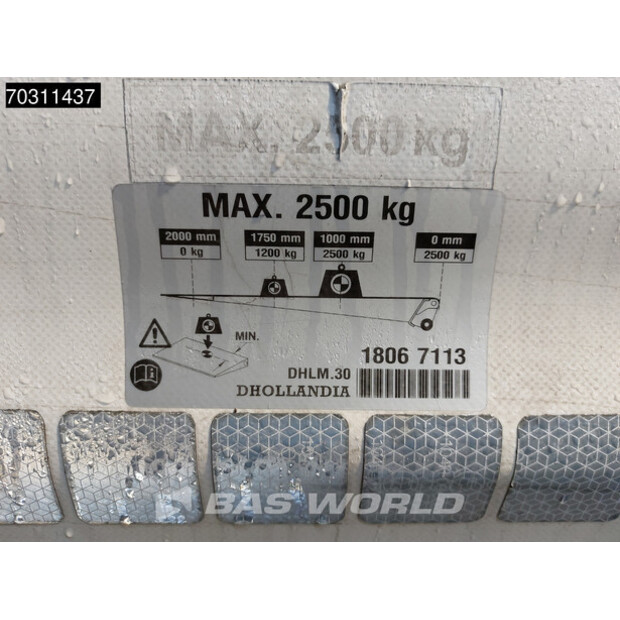 70311437
MAX. 2500 kg
MAX. 2500 kg
2000 mm 1750 mm 1000 mm 0 mm
0 kg 1200 kg 2500 kg 2500 kg
MIN.
DHLM.30 1806 7113
DHOLLANDIA
BAS WORLD